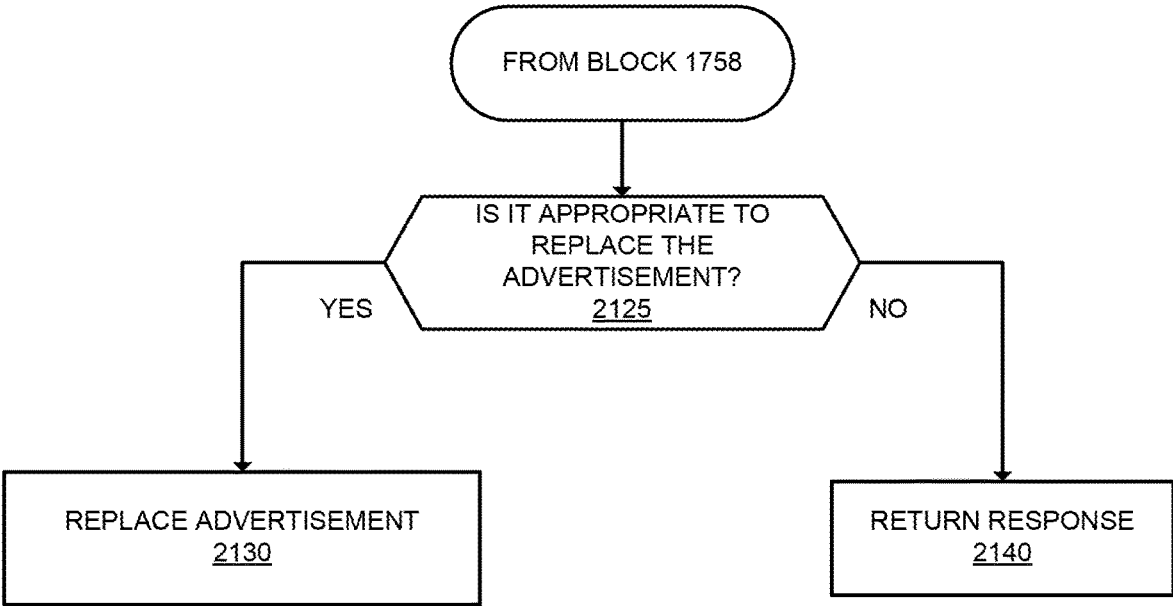 FROM BLOCK 1758
IS IT APPROPRIATE TO
REPLACE THE
ADVERTISEMENT?
2125
YES
NO
REPLACE ADVERTISEMENT
2130
RETURN RESPONSE
2140